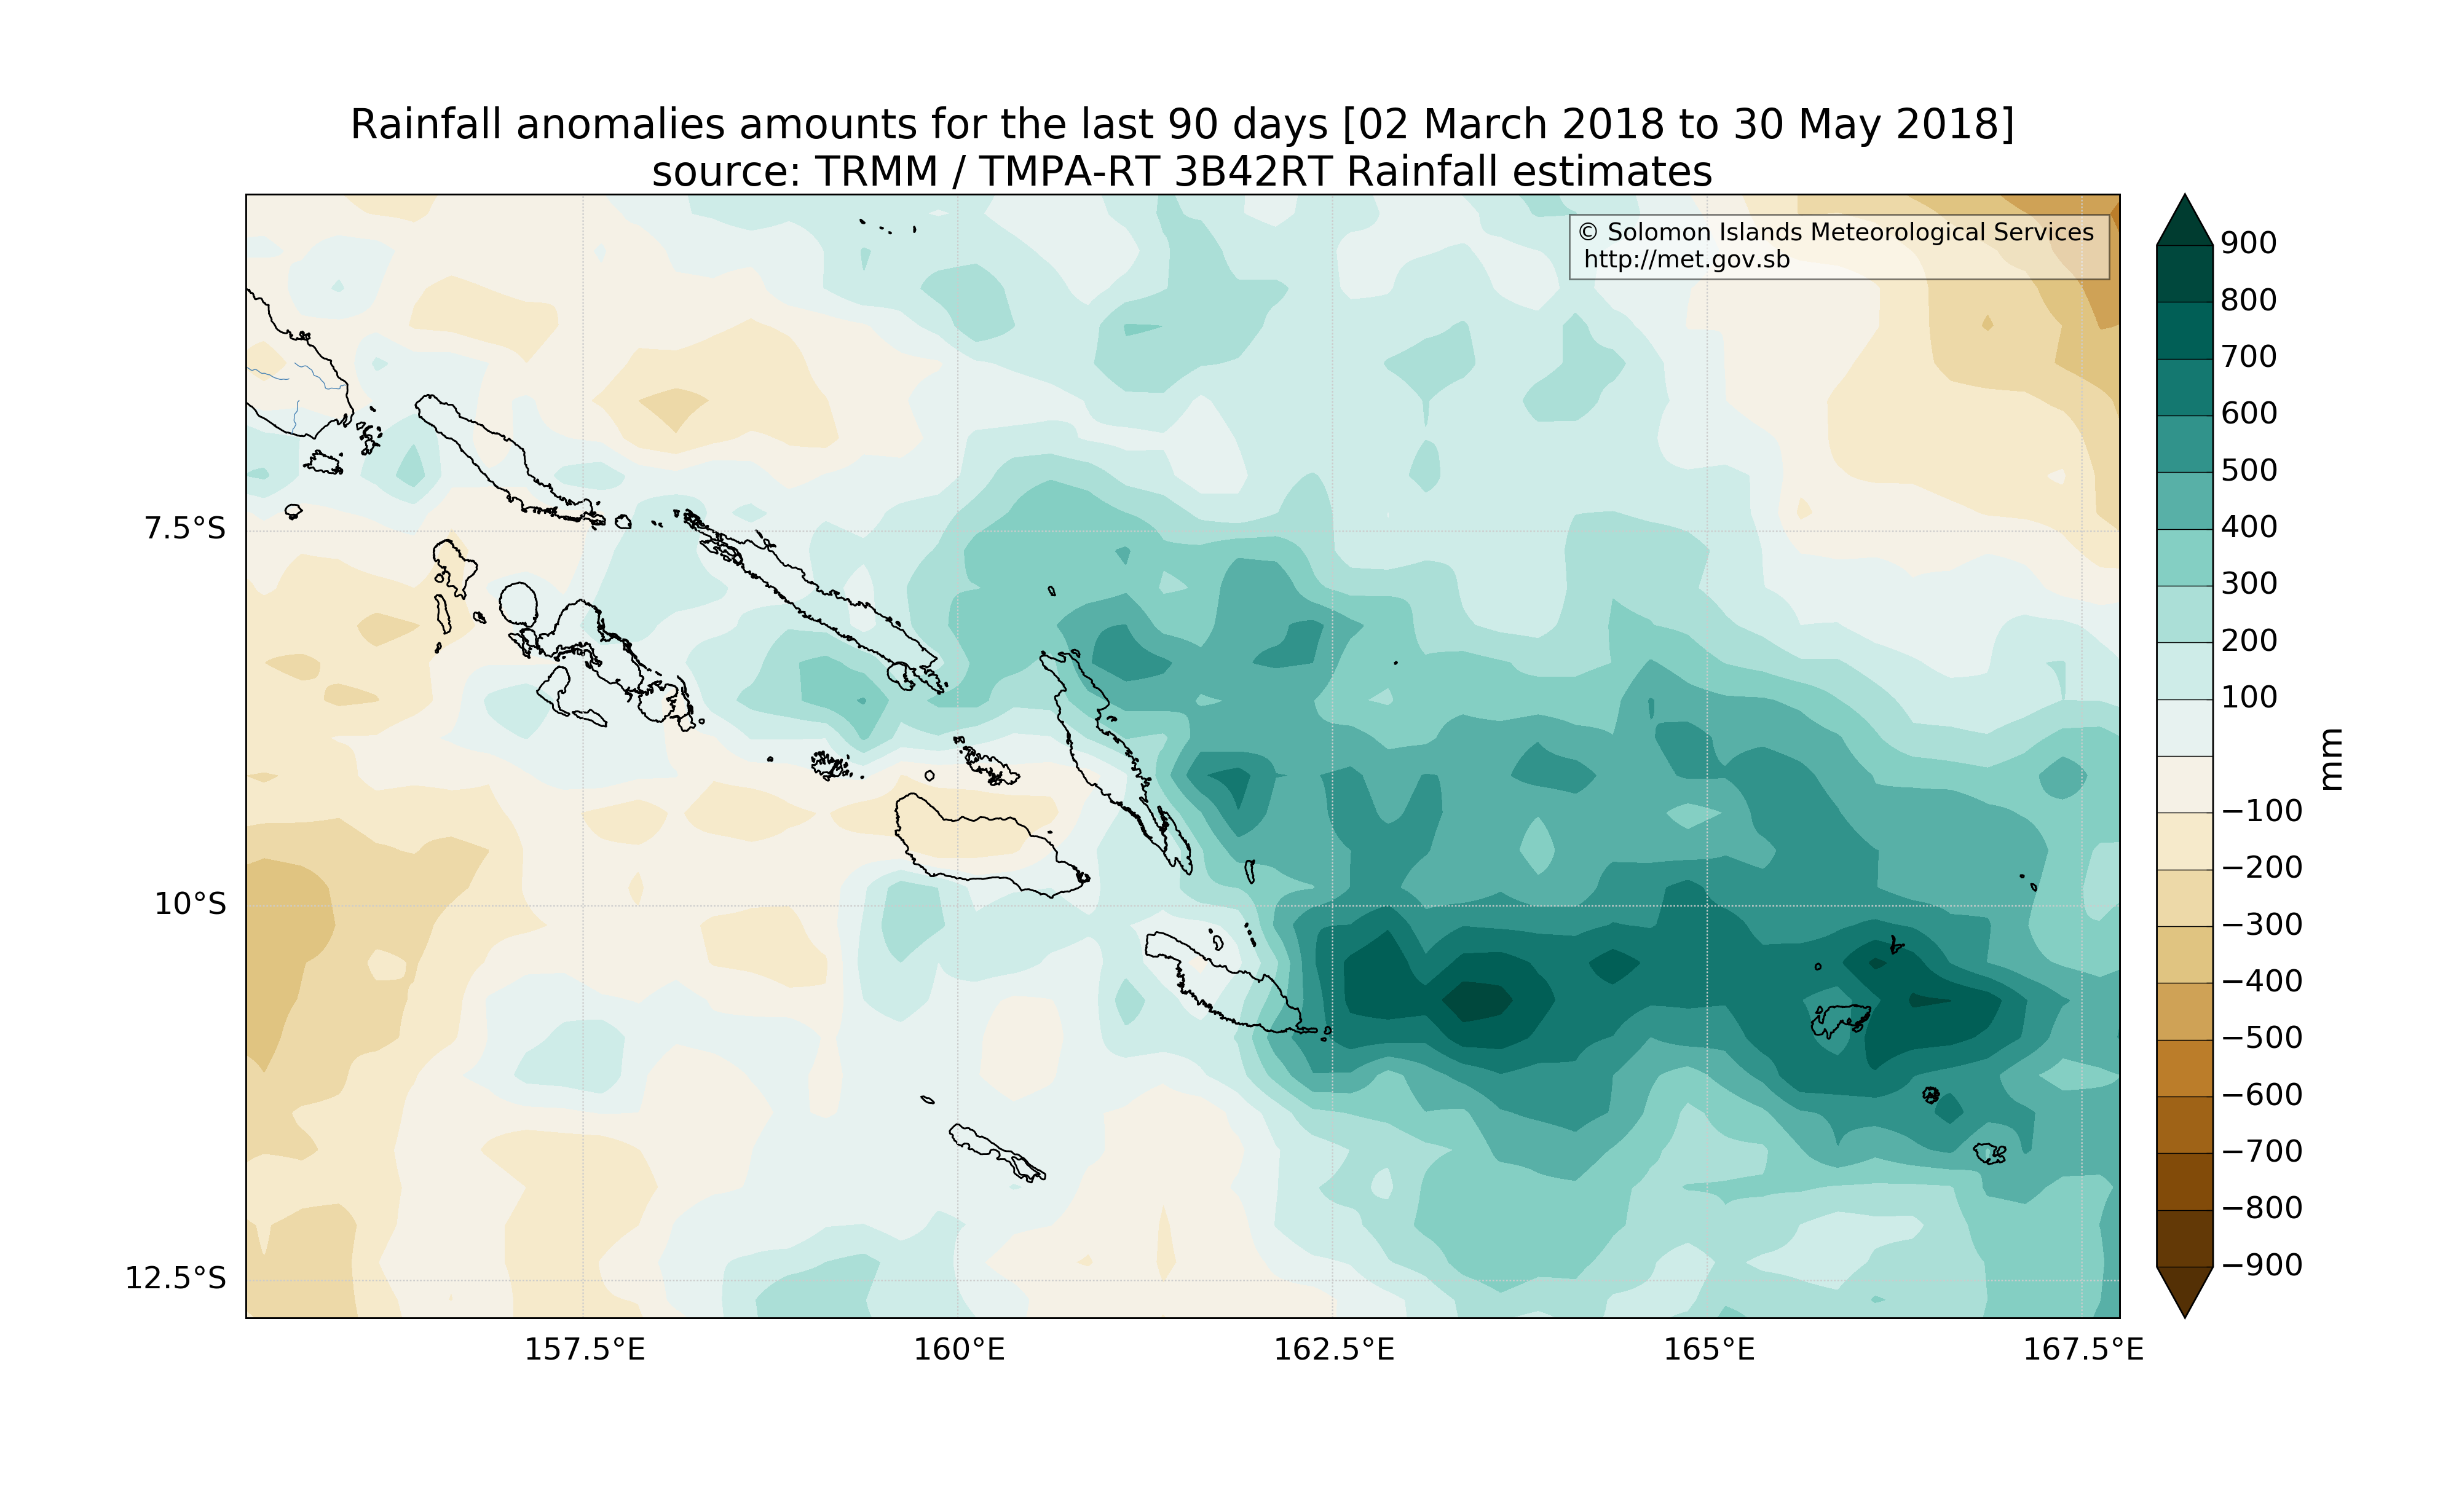 Rainfall anomalies amounts for the last 90 days [02 March 2018 to 30 May 2018]
source: TRMM / TMPA-RT 3B42RT Rainfall estimates
© Solomon Islands Meteorological Services
http://met.gov.sb
7.5°S
10°S
12.5°S
157.5°E
160°E
162.5°E
165°E
167.5°E
900
800
700
600
500
400
300
200
100
−100
−200
−300
−400
−500
−600
−700
−800
−900
mm